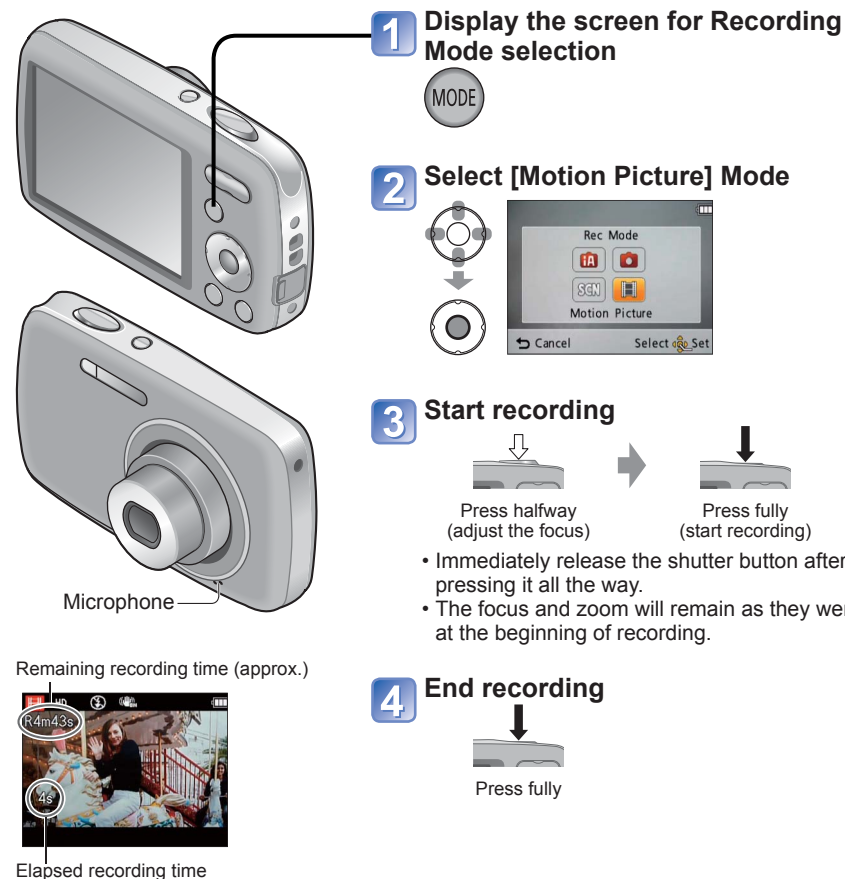 1 Display the screen for Recording
Mode selection
MODE
2 Select [Motion Picture] Mode
Rec Mode
iA
SCN
Motion Picture
Cancel Select Set
3 Start recording
Press halfway
(adjust the focus)
Press fully
(start recording)
• Immediately release the shutter button after
pressing it all the way.
• The focus and zoom will remain as they wer
at the beginning of recording.
4 End recording
Press fully
Microphone
Remaining recording time (approx.)
HD
R4m43s
4s
Elapsed recording time